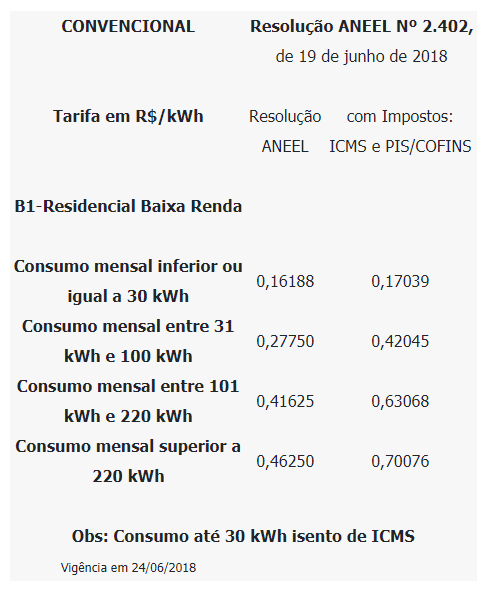 CONVENCIONAL Resolução ANEEL Nº 2.402,
de 19 de junho de 2018
Tarifa em R$/kWh Resolução com Impostos:
ANEEL ICMS e PIS/COFINS
B1-Residencial Baixa Renda
Consumo mensal inferior ou
igual a 30 kWh 0,16188 0,17039
Consumo mensal entre 31
kWh e 100 kWh 0,27750 0,42045
Consumo mensal entre 101
kWh e 220 kWh 0,41625 0,63068
Consumo mensal superior a
220 kWh 0,46250 0,70076
Obs: Consumo até 30 kWh isento de ICMS
Vigência em 24/06/2018